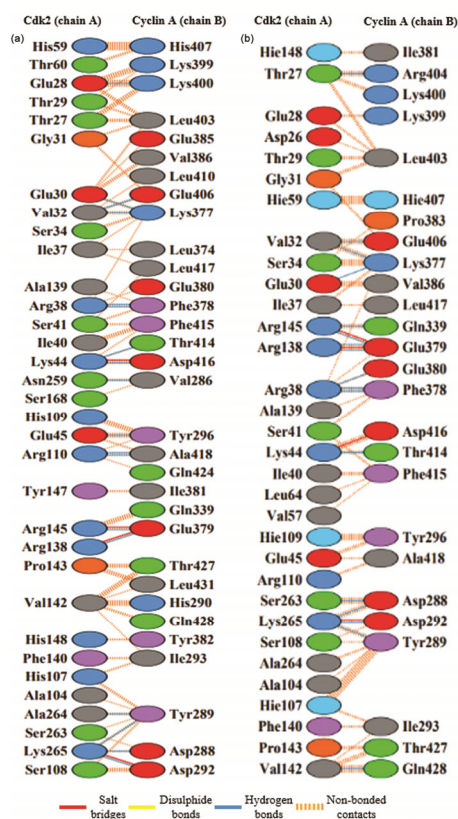 Cdk2 (chain A) Cyclin A (chain B) Cdk2 (chain A) Cyclin A (chain B)
(a)
His59 His407
Thr60 Lys399
Glu28 Lys400
Thr29
Thr27 Leu403
Gly31 Glu385
Val386
Leu410
Glu30 Glu406
Val32 Lys377
Ser34
Ile37 Leu374
Leu417
Ala139 Glu380
Arg38 Phe378
Ser41 Phe415
Ile40 Thr414
Lys44 Asp416
Asn259 Val286
Ser168
His109
Glu45 Tyr296
Arg110 Ala418
Gln424
Tyr147 Ile381
Gln339
Arg145 Glu379
Arg138
Pro143 Thr427
Leu431
Val142 His290
Gln428
His148 Tyr382
Phe140 Ile293
His107
Ala104
Ala264 Tyr289
Ser263
Lys265 Asp288
Ser108 Asp292
(b)
Hie148 Ile381
Thr27 Arg404
Lys400
Glu28 Lys399
Asp26
Thr29 Leu403
Gly31
Hie59 Hie407
Pro383
Val32 Glu406
Ser34 Lys377
Glu30 Val386
Ile37 Leu417
Arg145 Gln339
Arg138 Glu379
Glu380
Arg38 Phe378
Ala139
Ser41 Asp416
Lys44 Thr414
Ile40 Phe415
Leu64
Val57
Hie109 Tyr296
Glu45 Ala418
Arg110
Ser263 Asp288
Lys265 Asp292
Ser108 Tyr289
Ala264
Ala104
Hie107
Phe140 Ile293
Pro143 Thr427
Val142 Gln428
Salt bridges
Disulphide bonds
Hydrogen bonds
Non-bonded contacts